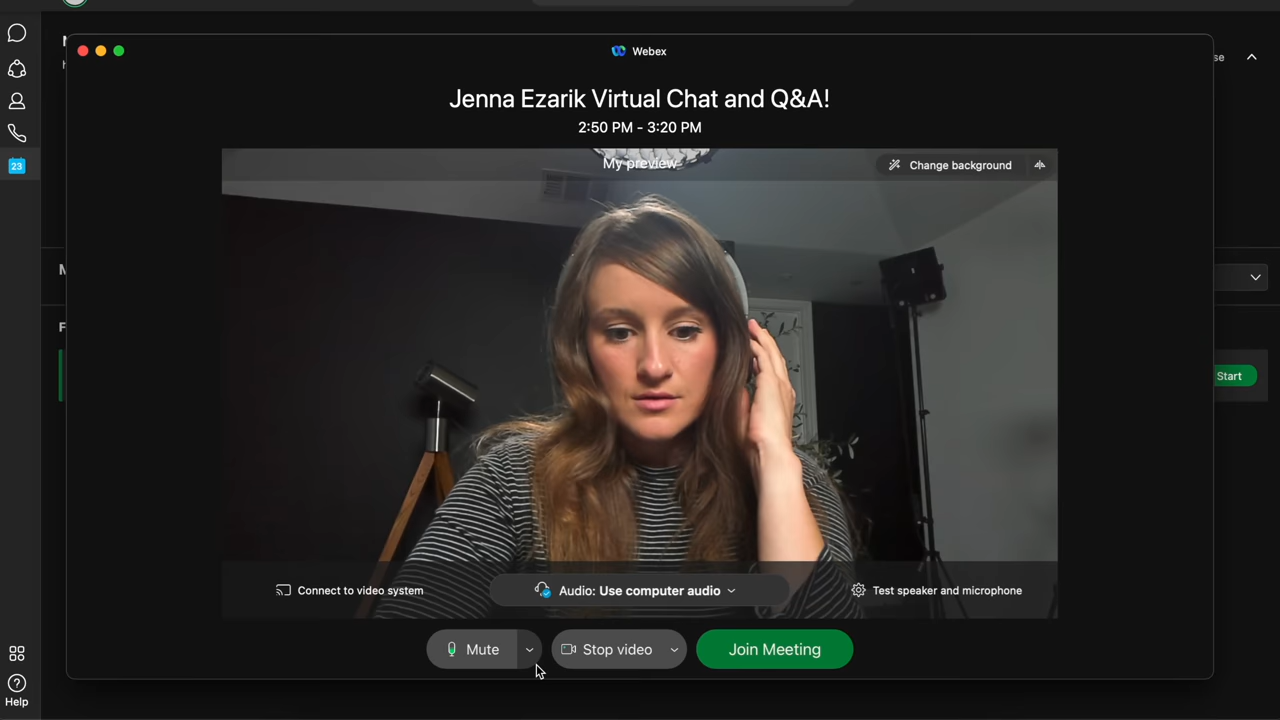 Webex
se
Jenna Ezarik Virtual Chat and Q&A!
2:50 PM - 3:20 PM
My preview
Change background
23
Start
Connect to video system
Audio: Use computer audio
Test speaker and microphone
Mute
Stop video
Join Meeting
Help